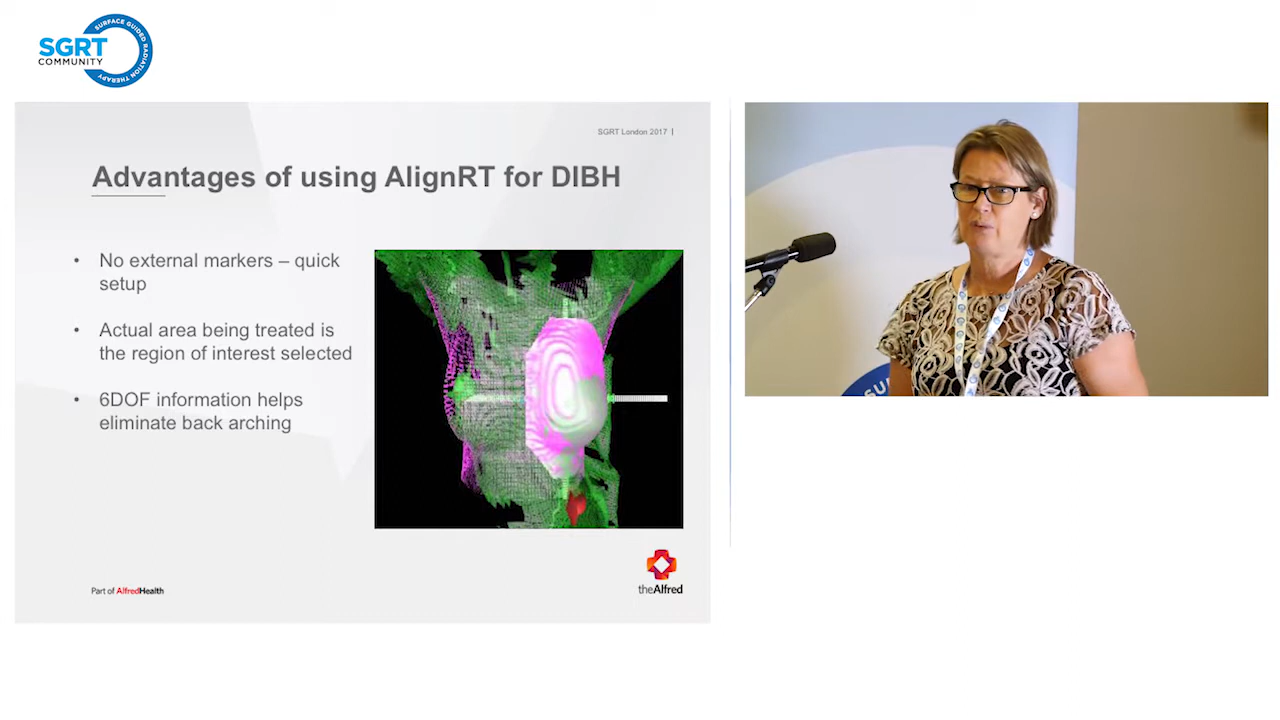 SURFACE GUIDED
RADIATION THERAPY
SGRT
COMMUNITY
SGRT London 2017 |
Advantages of using AlignRT for DIBH
• No external markers – quick
setup
• Actual area being treated is
the region of interest selected
• 6DOF information helps
eliminate back arching
Part of AlfredHealth
theAlfred
SU